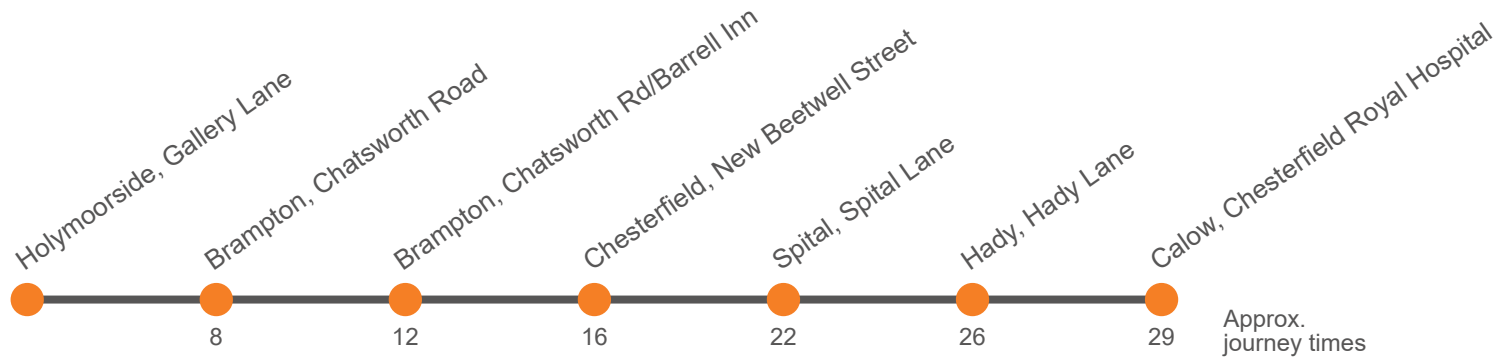 Holymoorside, Gallery Lane
Brampton, Chatsworth Road
Brampton, Chatsworth Rd/Barrell Inn
Chesterfield, New Beetwell Street
Spital, Spital Lane
Hady, Hady Lane
Calow, Chesterfield Royal Hospital
8
12
16
22
26
29
Approx.
journey times